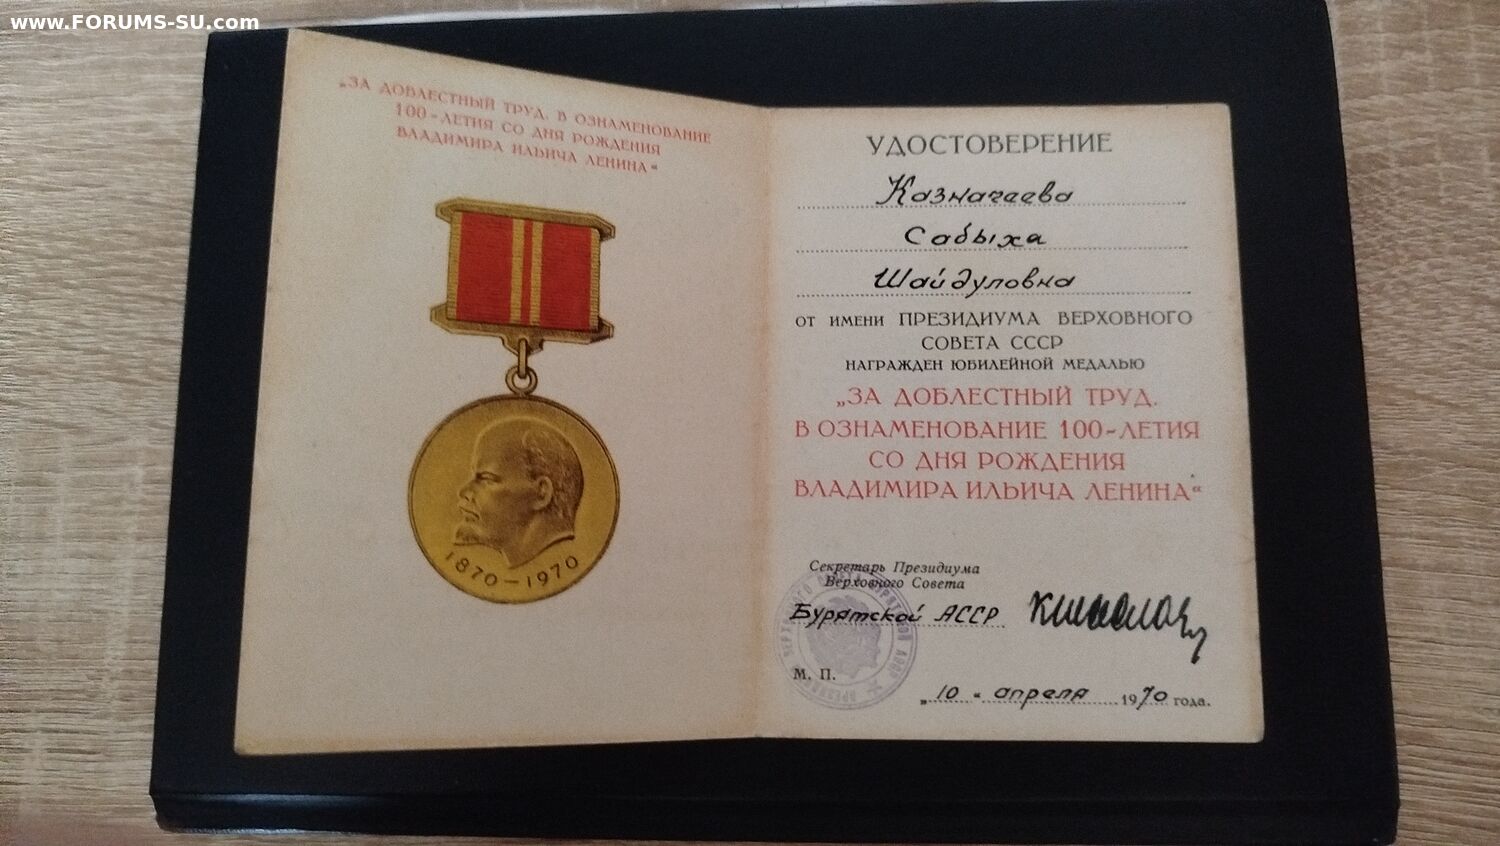 www.FORUMS-SU.com
„ЗА ДОБЛЕСТНЫЙ ТРУД. В ОЗНАМЕНОВАНИЕ
100-ЛЕТИЯ СО ДНЯ РОЖДЕНИЯ
ВЛАДИМИРА ИЛЬИЧА ЛЕНИНА“
1870–1970
УДОСТОВЕРЕНИЕ
Казначеева
Сабыха
Шайдуловна
ОТ ИМЕНИ ПРЕЗИДИУМА ВЕРХОВНОГО
СОВЕТА СССР
НАГРАЖДЕН ЮБИЛЕЙНОЙ МЕДАЛЬЮ
„ЗА ДОБЛЕСТНЫЙ ТРУД.
В ОЗНАМЕНОВАНИЕ 100-ЛЕТИЯ
СО ДНЯ РОЖДЕНИЯ
ВЛАДИМИРА ИЛЬИЧА ЛЕНИНА“
Секретарь Президиума
Верховного Совета
Бурятской АССР
М. П.
„10“ апреля 1970 года.